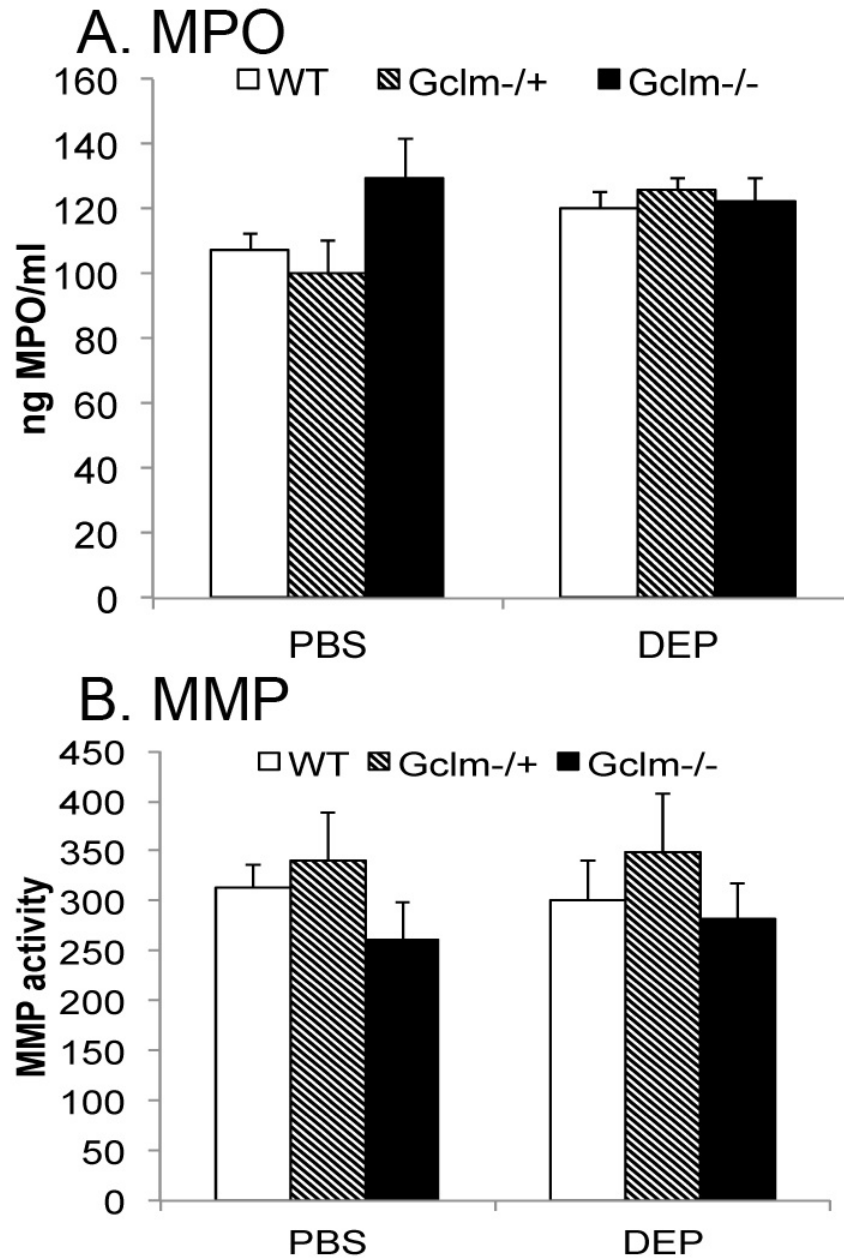 A. MPO
WT Gclm-/+ Gclm-/-
ng MPO/ml
160
140
120
100
80
60
40
20
0
PBS DEP
B. MMP
WT Gclm-/+ Gclm-/-
MMP activity
450
400
350
300
250
200
150
100
50
0
PBS DEP